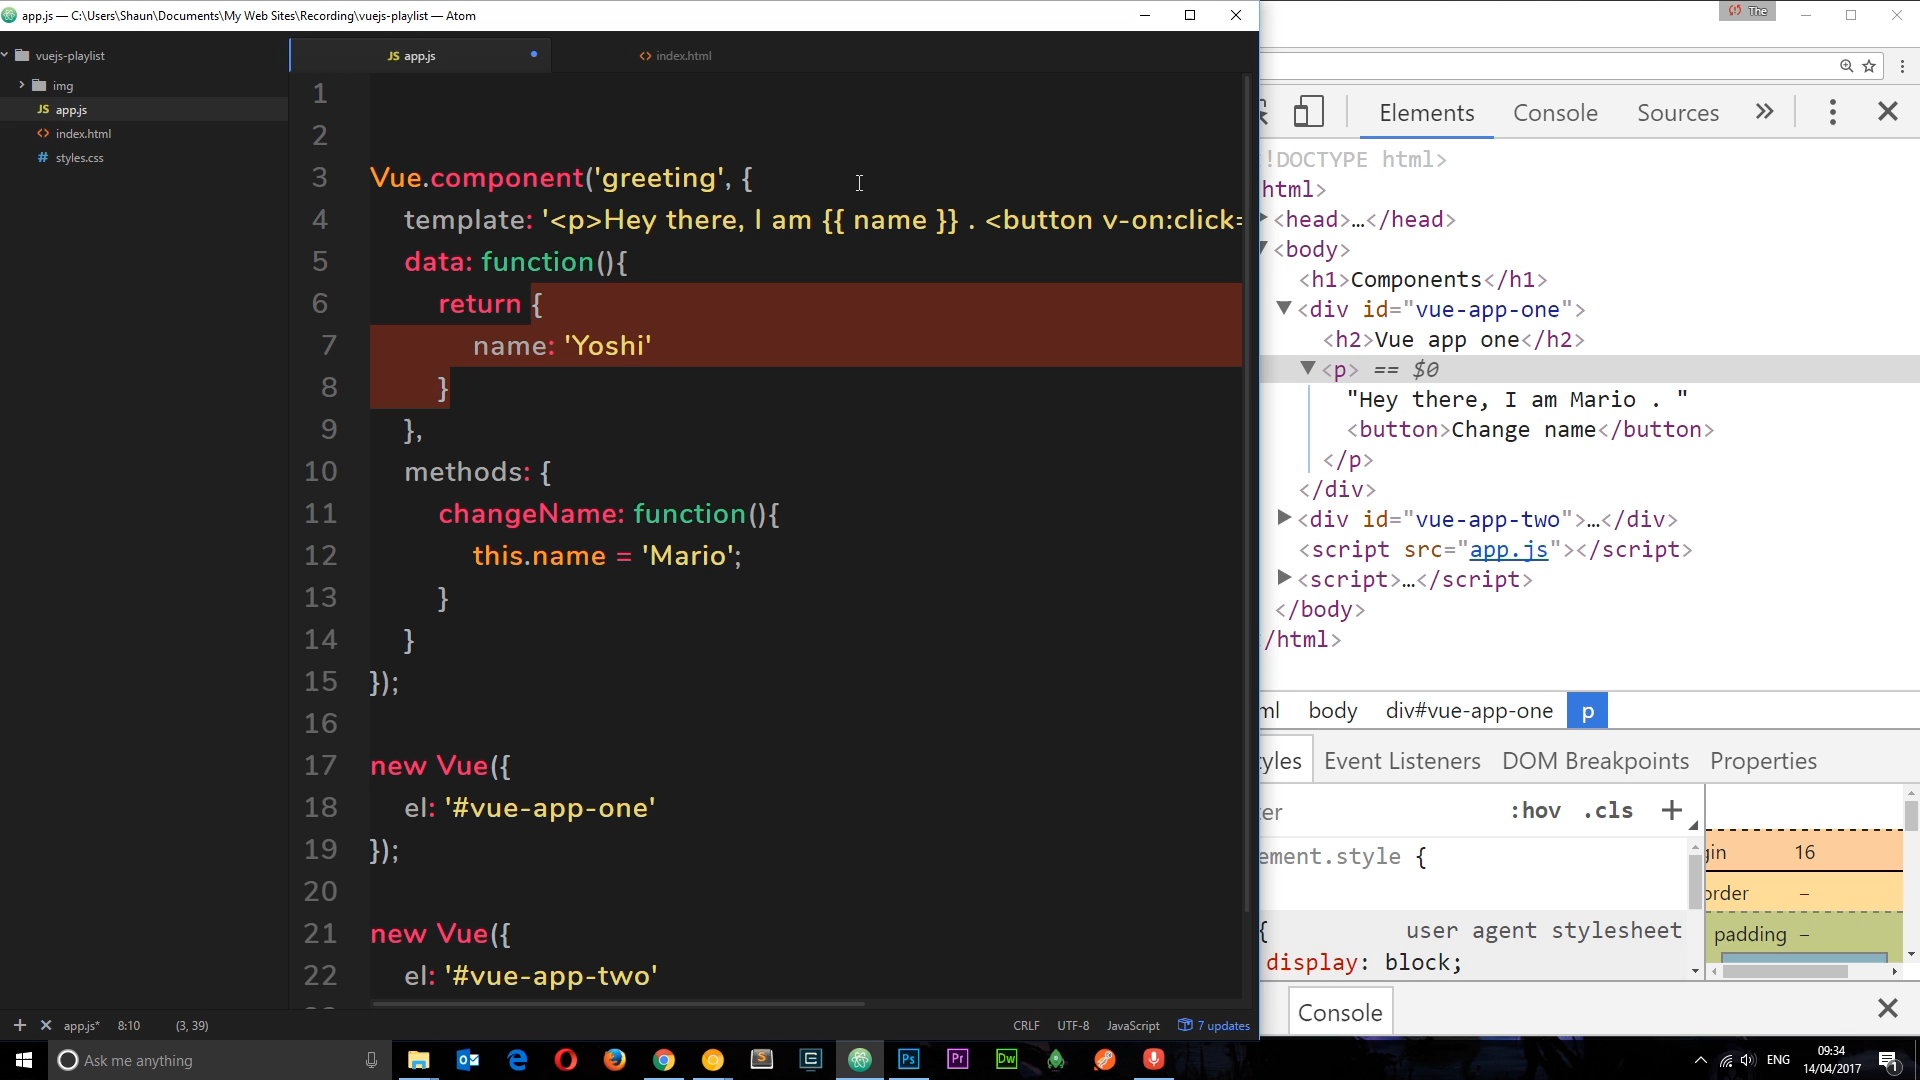 app.js — C:\Users\Shaun\Documents\My Web Sites\Recording\vuejs-playlist — Atom
The
vuejs-playlist
img
JS app.js
<> index.html
# styles.css
JS app.js
<> index.html
1
2
3 Vue.component('greeting', {
4 template: '<p>Hey there, I am {{ name }} . <button v-on:click=
5 data: function(){
6 return {
7 name: 'Yoshi'
8 }
9 },
10 methods: {
11 changeName: function(){
12 this.name = 'Mario';
13 }
14 }
15 });
16
17 new Vue({
18 el: '#vue-app-one'
19 });
20
21 new Vue({
22 el: '#vue-app-two'
app.js* 8:10 (3, 39)
CRLF UTF-8 JavaScript 7 updates
Elements Console Sources »
!DOCTYPE html>
html>
<head>…</head>
<body>
<h1>Components</h1>
<div id="vue-app-one">
<h2>Vue app one</h2>
<p> == $0
"Hey there, I am Mario . "
<button>Change name</button>
</p>
</div>
<div id="vue-app-two">…</div>
<script src="app.js"></script>
<script>…</script>
</body>
/html>
ml body div#vue-app-one p
yles Event Listeners DOM Breakpoints Properties
er :hov .cls +
ement.style {
{ user agent stylesheet
display: block;
gin 16
order –
padding –
Console
Ask me anything
ENG
09:34
14/04/2017
1